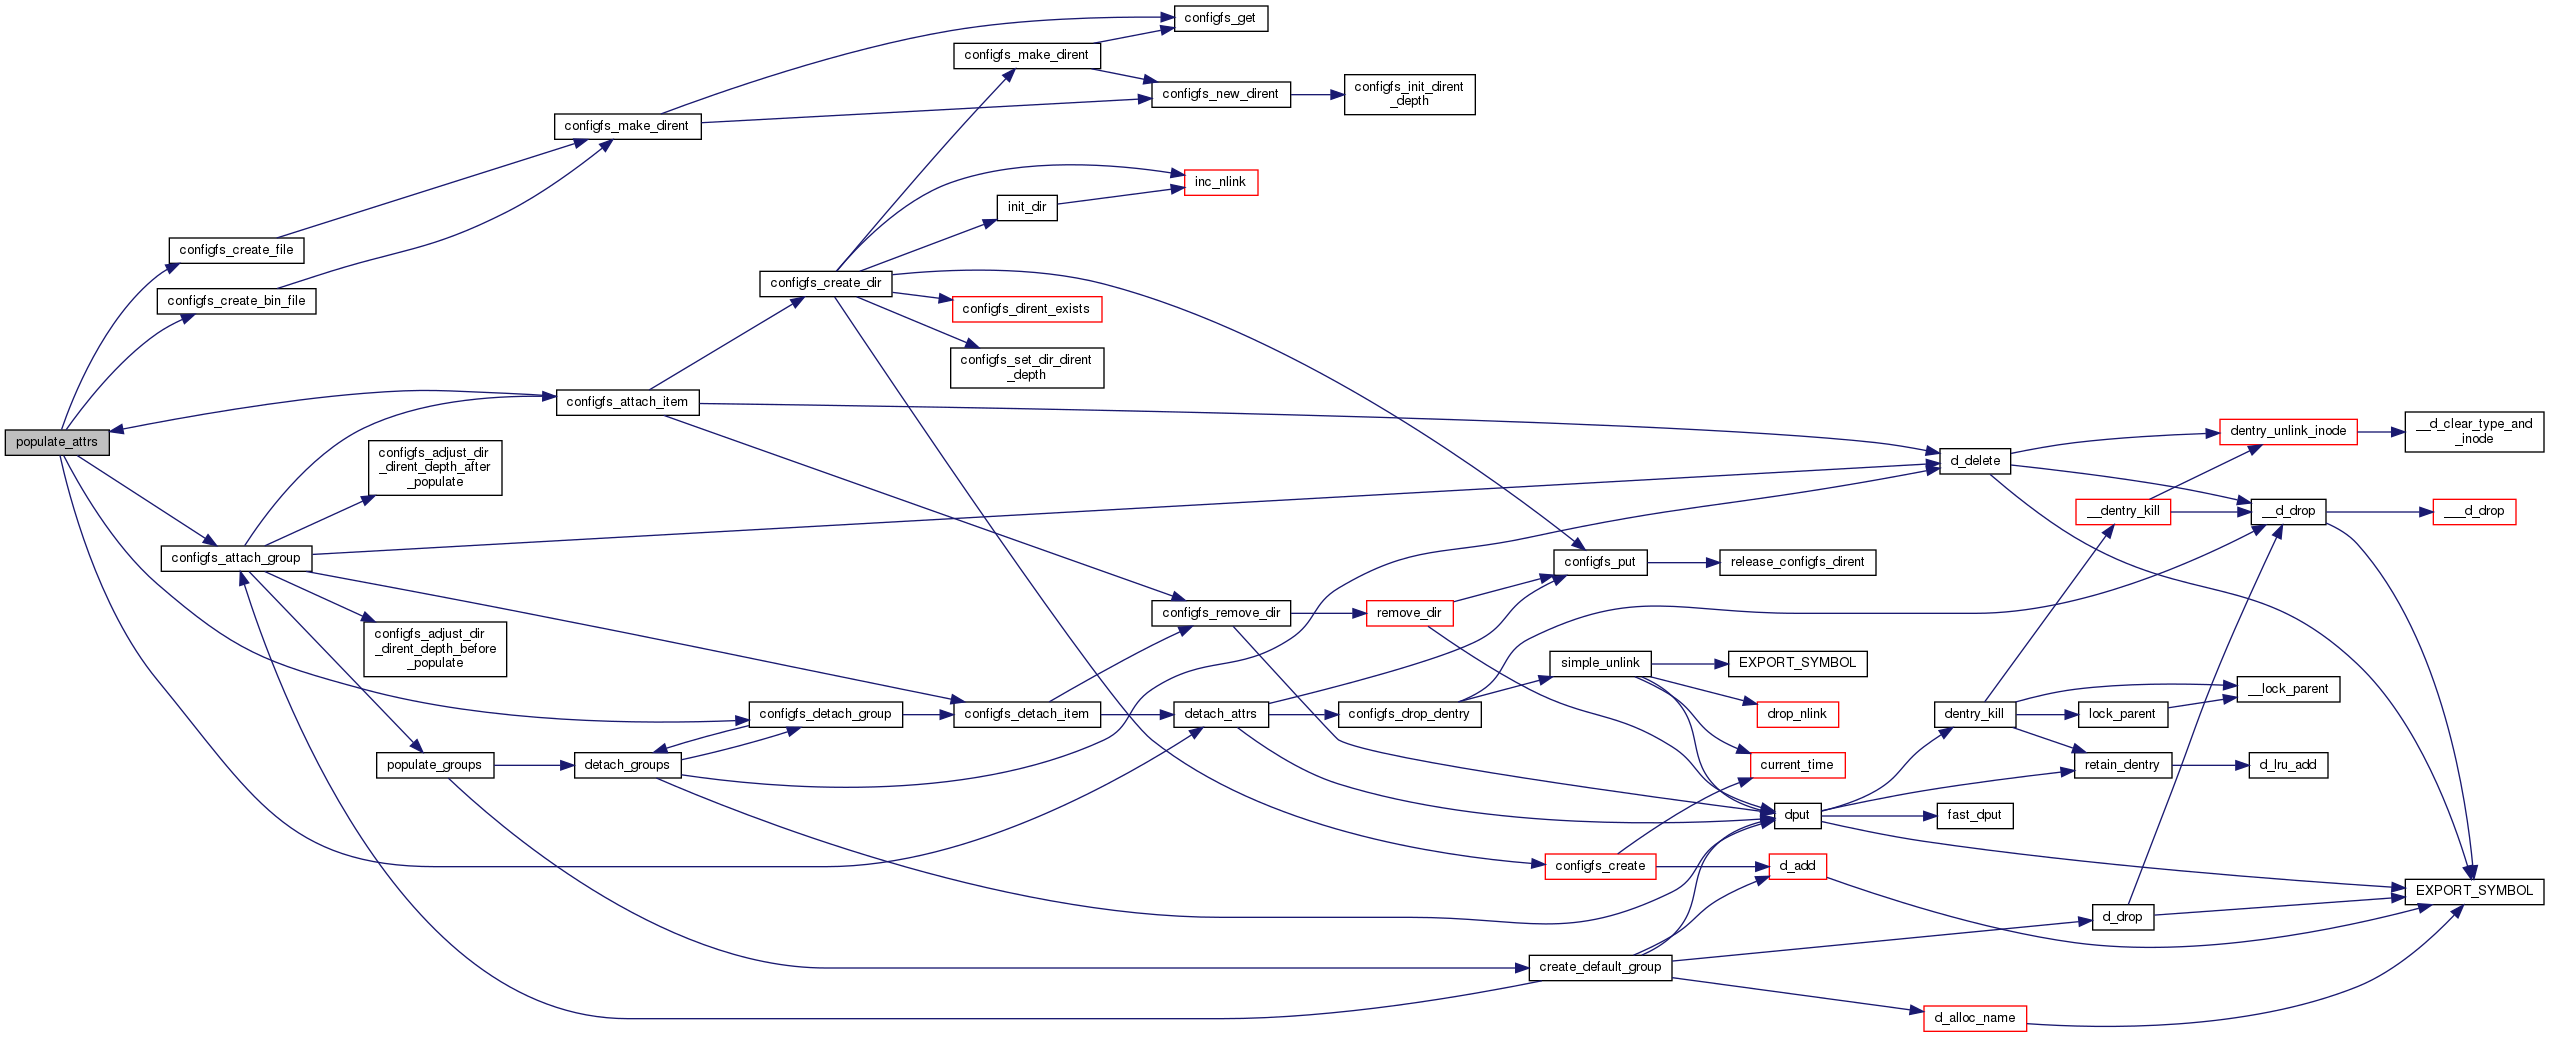 configfs_get
configfs_make_dirent
configfs_new_dirent
configfs_init_dirent
_depth
configfs_make_dirent
inc_nlink
init_dir
configfs_create_file
configfs_create_bin_file
configfs_create_dir
configfs_dirent_exists
configfs_set_dir_dirent
_depth
configfs_attach_item
populate_attrs
configfs_adjust_dir
_dirent_depth_after
_populate
d_delete
dentry_unlink_inode
__d_clear_type_and
_inode
__dentry_kill
__d_drop
___d_drop
configfs_attach_group
configfs_put
release_configfs_dirent
configfs_remove_dir
remove_dir
configfs_adjust_dir
_dirent_depth_before
_populate
simple_unlink
EXPORT_SYMBOL
__lock_parent
configfs_detach_group
configfs_detach_item
detach_attrs
configfs_drop_dentry
drop_nlink
dentry_kill
lock_parent
populate_groups
detach_groups
current_time
retain_dentry
d_lru_add
dput
fast_dput
configfs_create
d_add
EXPORT_SYMBOL
d_drop
create_default_group
d_alloc_name